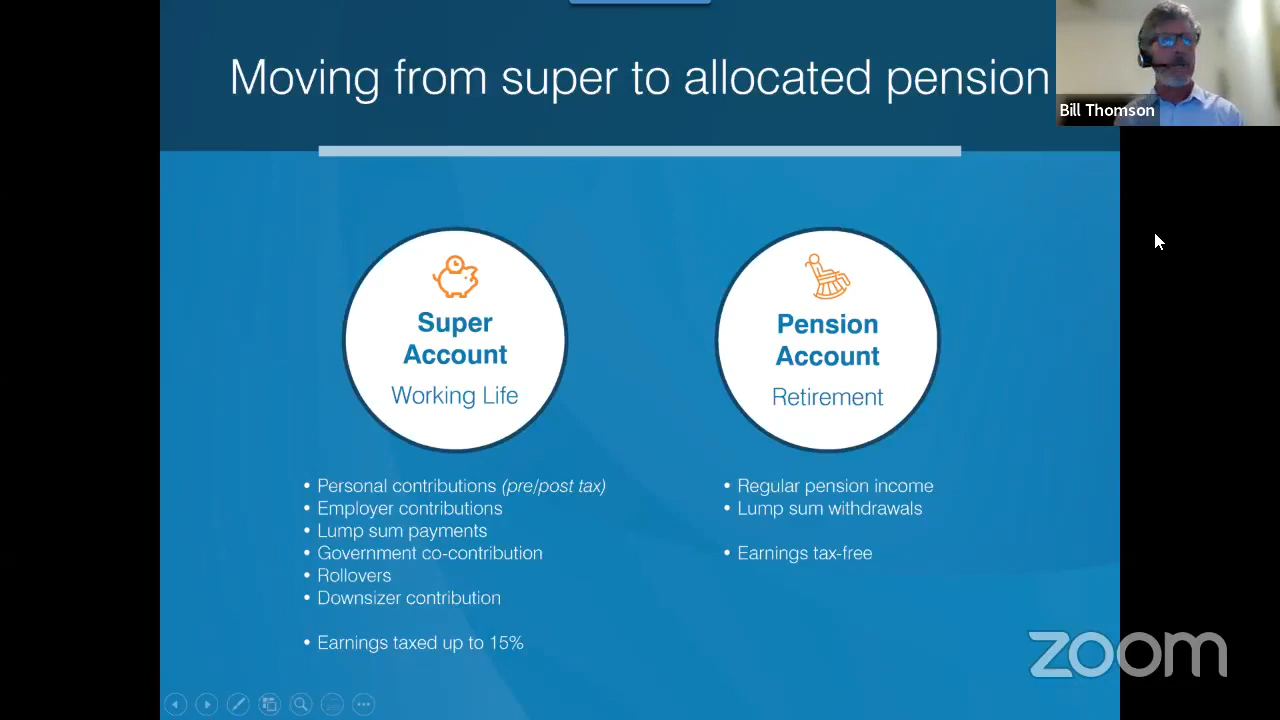 Moving from super to allocated pension
Bill Thomson
Super
Account
Working Life
Pension
Account
Retirement
• Personal contributions (pre/post tax)
• Employer contributions
• Lump sum payments
• Government co-contribution
• Rollovers
• Downsizer contribution
• Earnings taxed up to 15%
• Regular pension income
• Lump sum withdrawals
• Earnings tax-free
zoom